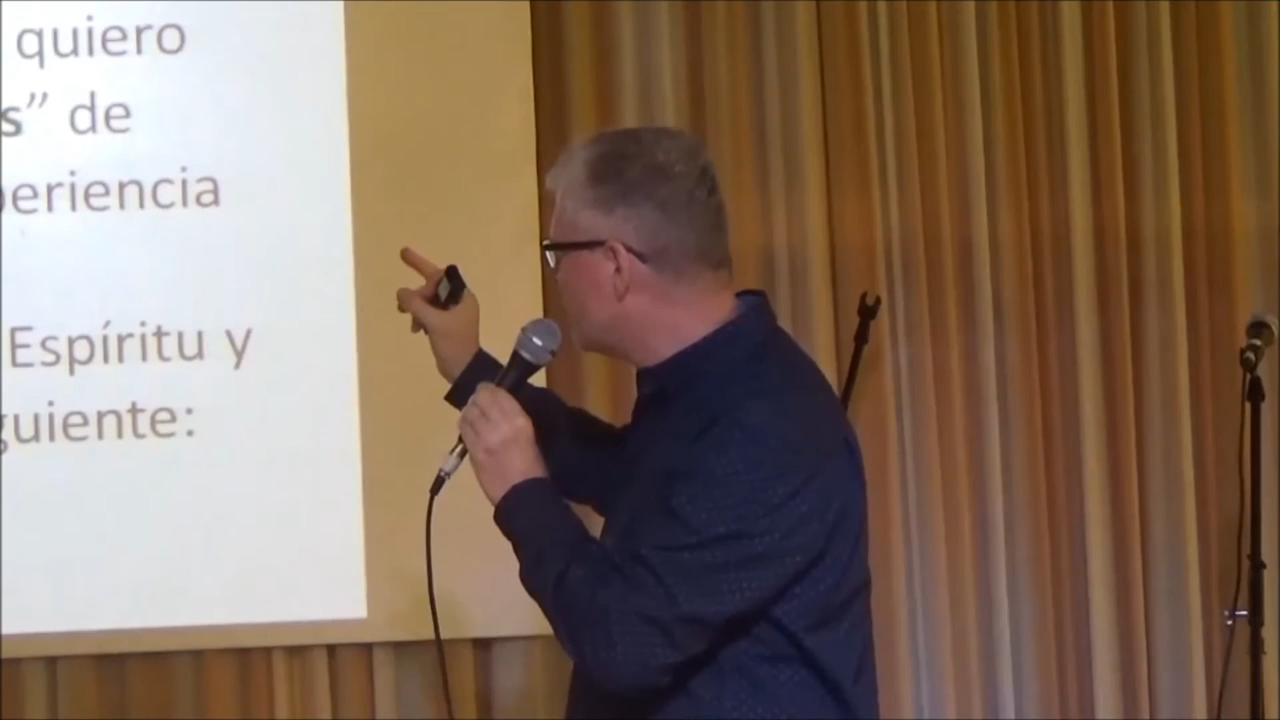 quiero
s” de
periencia
Espíritu y
guiente: